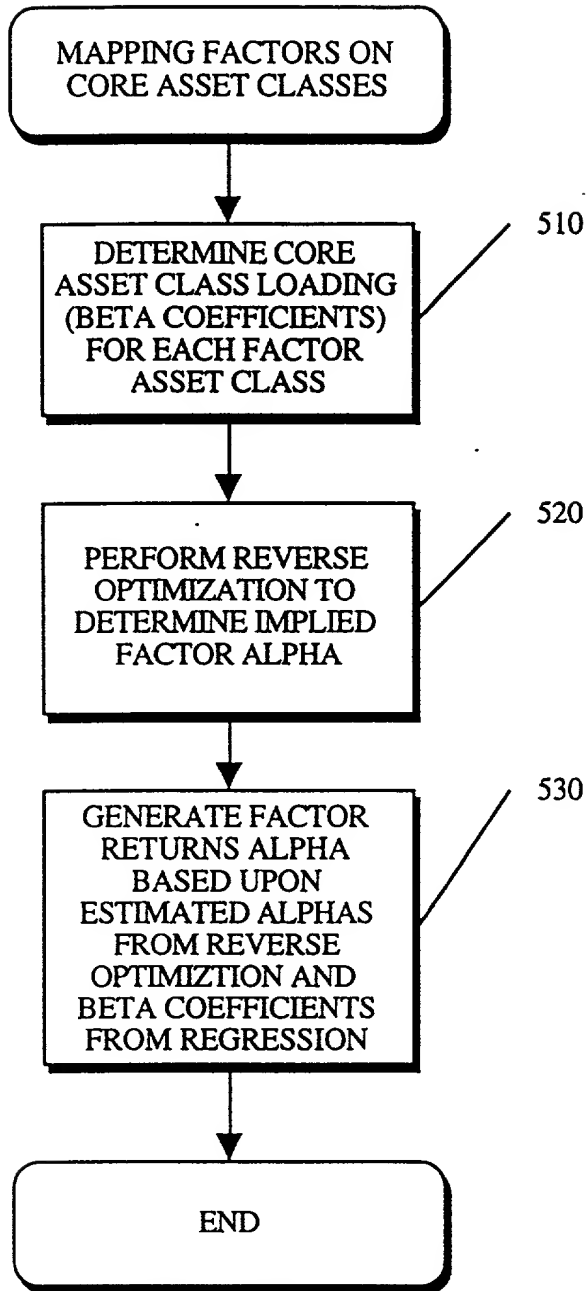 MAPPING FACTORS ON
CORE ASSET CLASSES
510
DETERMINE CORE
ASSET CLASS LOADING
(BETA COEFFICIENTS)
FOR EACH FACTOR
ASSET CLASS
520
PERFORM REVERSE
OPTIMIZATION TO
DETERMINE IMPLIED
FACTOR ALPHA
530
GENERATE FACTOR
RETURNS ALPHA
BASED UPON
ESTIMATED ALPHAS
FROM REVERSE
OPTIMIZTION AND
BETA COEFFICIENTS
FROM REGRESSION
END